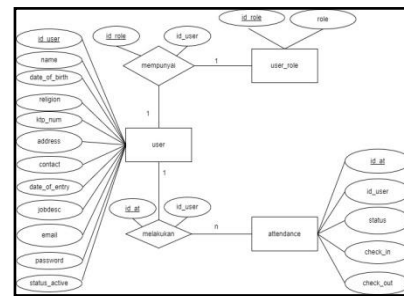 id_role
role
id_user
id_role
id_user
name
mempunyai
1
user_role
date_of_birth
religion
1
ktp_num
address
user
id_at
contact
1
id_user
date_of_entry
id_at
id_user
status
jobdesc
email
melakukan
n
attendance
check_in
password
status_active
check_out